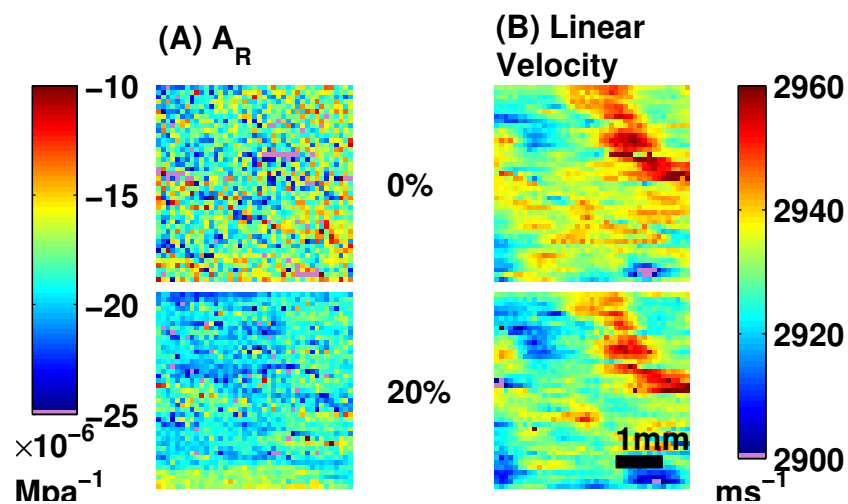 (A) A_R
(B) Linear
Velocity
−10
−15
−20
−25
×10⁻⁶
Mpa⁻¹
0%
20%
1mm
2960
2940
2920
2900
ms⁻¹